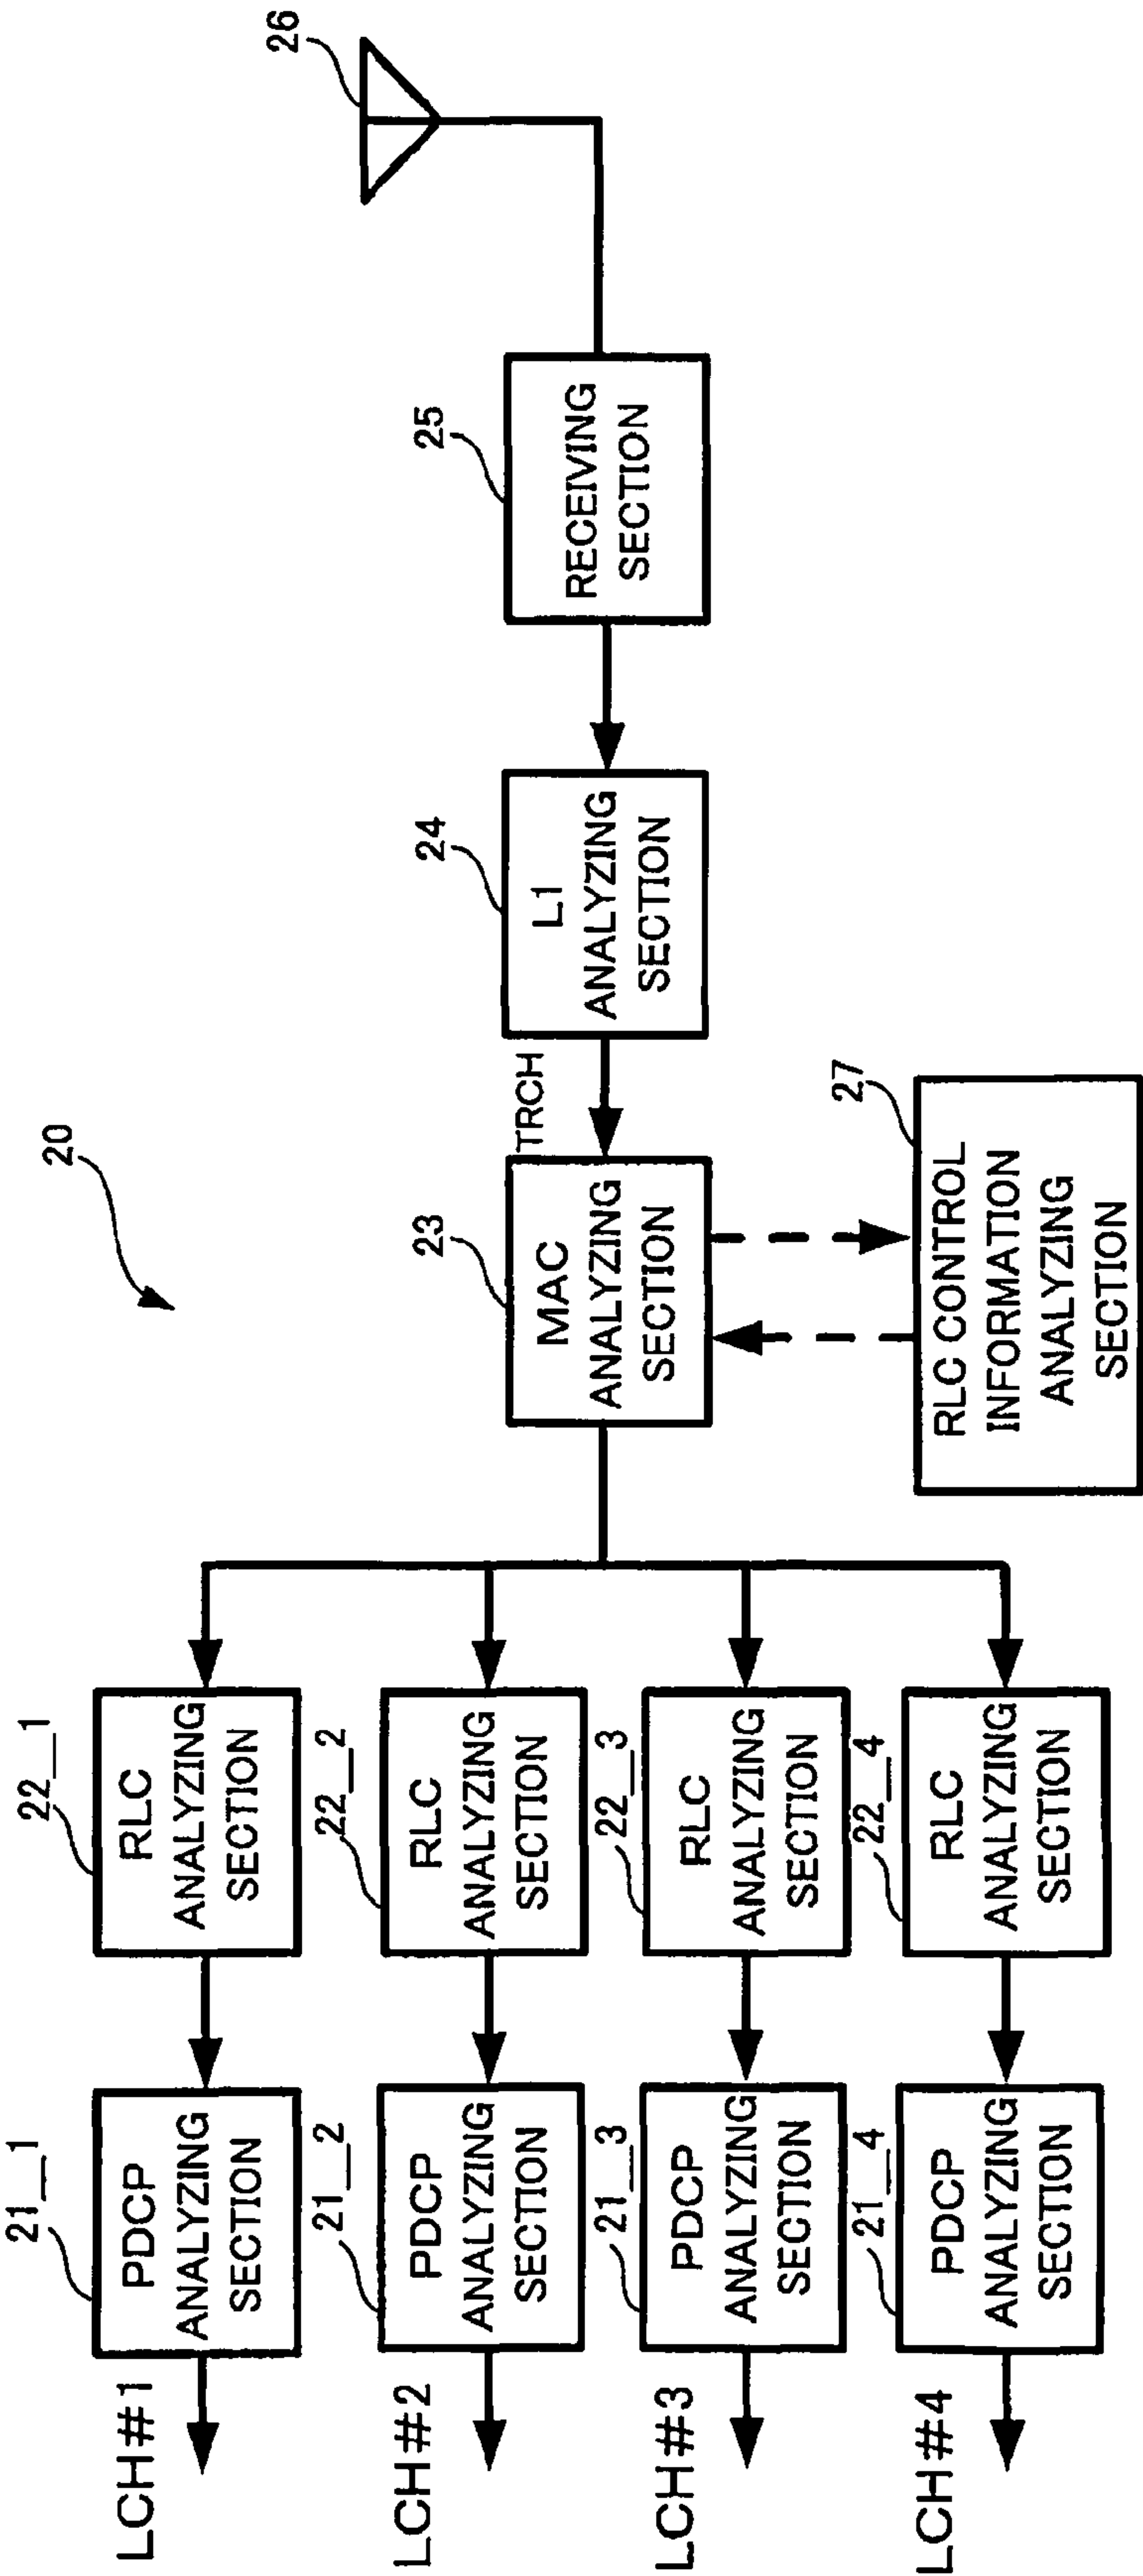 20
LCH#1
21_1
PDCP
ANALYZING
SECTION
22_1
RLC
ANALYZING
SECTION
LCH#2
21_2
PDCP
ANALYZING
SECTION
22_2
RLC
ANALYZING
SECTION
LCH#3
21_3
PDCP
ANALYZING
SECTION
22_3
RLC
ANALYZING
SECTION
LCH#4
21_4
PDCP
ANALYZING
SECTION
22_4
RLC
ANALYZING
SECTION
23
MAC
ANALYZING
SECTION
TRCH
24
L1
ANALYZING
SECTION
25
RECEIVING
SECTION
26
27
RLC CONTROL
INFORMATION
ANALYZING
SECTION